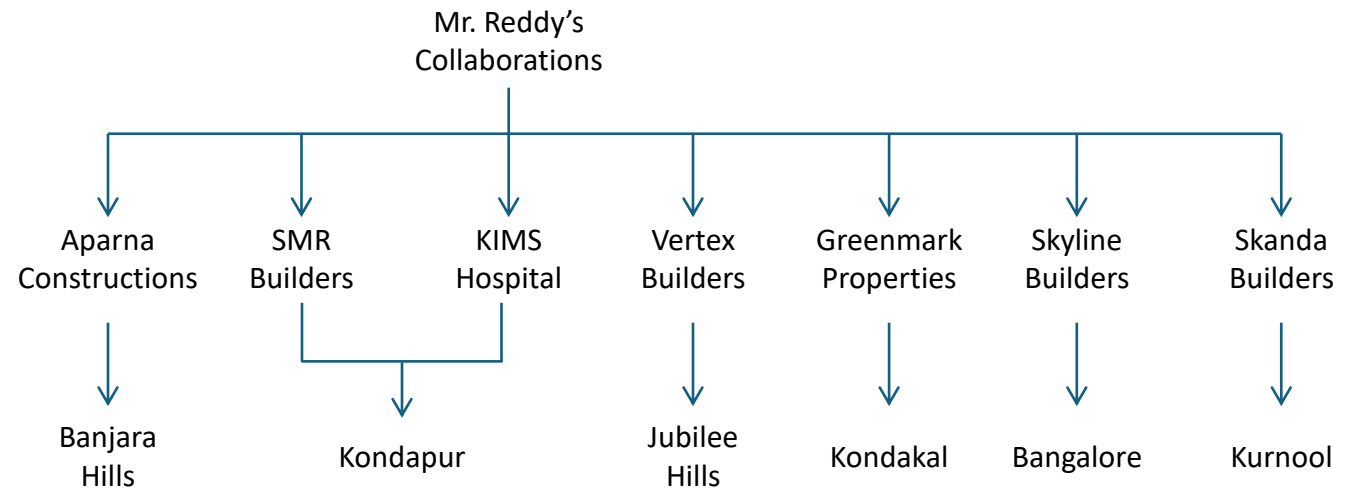 Mr. Reddy’s
Collaborations
Aparna
Constructions
SMR
Builders
KIMS
Hospital
Vertex
Builders
Greenmark
Properties
Skyline
Builders
Skanda
Builders
Banjara
Hills
Kondapur
Jubilee
Hills
Kondakal
Bangalore
Kurnool